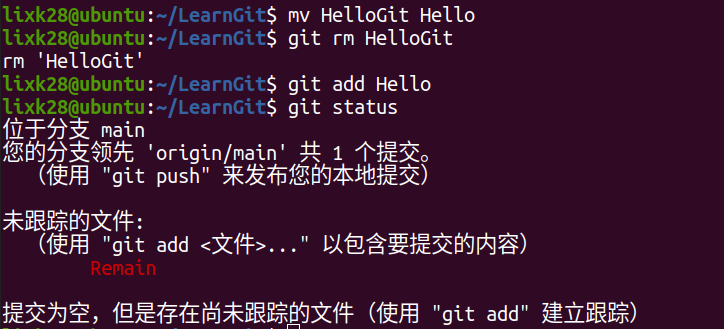 lixk28@ubuntu:~/LearnGit$ mv HelloGit Hello
lixk28@ubuntu:~/LearnGit$ git rm HelloGit
rm 'HelloGit'
lixk28@ubuntu:~/LearnGit$ git add Hello
lixk28@ubuntu:~/LearnGit$ git status
位于分支 main
您的分支领先 'origin/main' 共 1 个提交。
（使用 "git push" 来发布您的本地提交）
未跟踪的文件:
（使用 "git add <文件>..." 以包含要提交的内容）
Remain
提交为空，但是存在尚未跟踪的文件（使用 "git add" 建立跟踪）
lixk28@ubuntu:~/LearnGit$